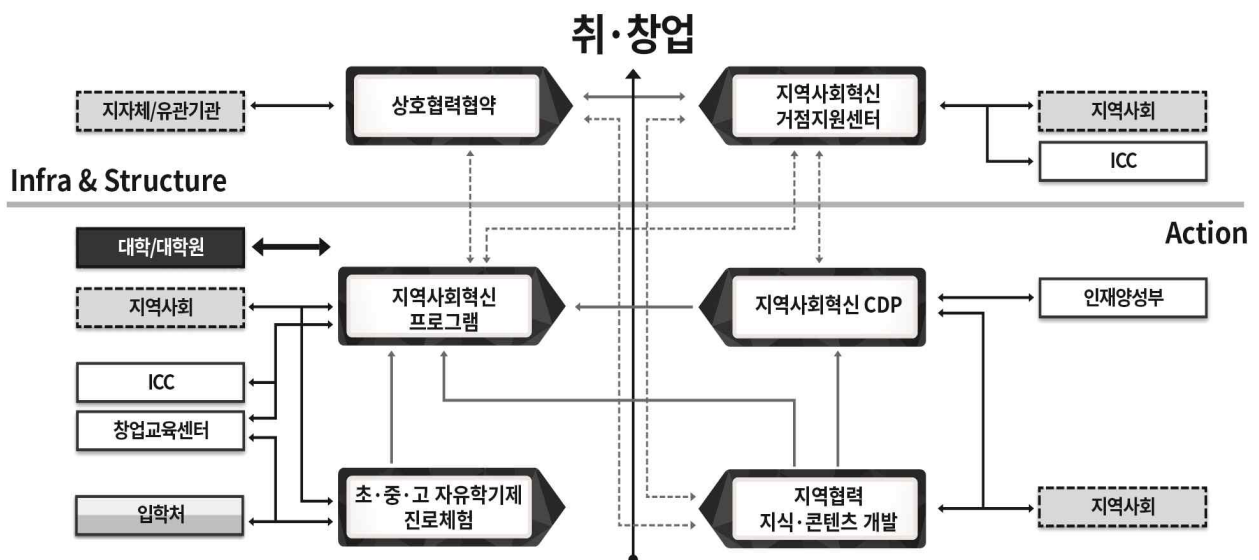 취·창업
지자체/유관기관
상호협력협약
지역사회혁신
거점지원센터
지역사회
ICC
Infra & Structure
Action
대학/대학원
지역사회
지역사회혁신
프로그램
지역사회혁신 CDP
인재양성부
ICC
창업교육센터
입학처
초·중·고 자유학기제
진로체험
지역협력
지식·콘텐츠 개발
지역사회